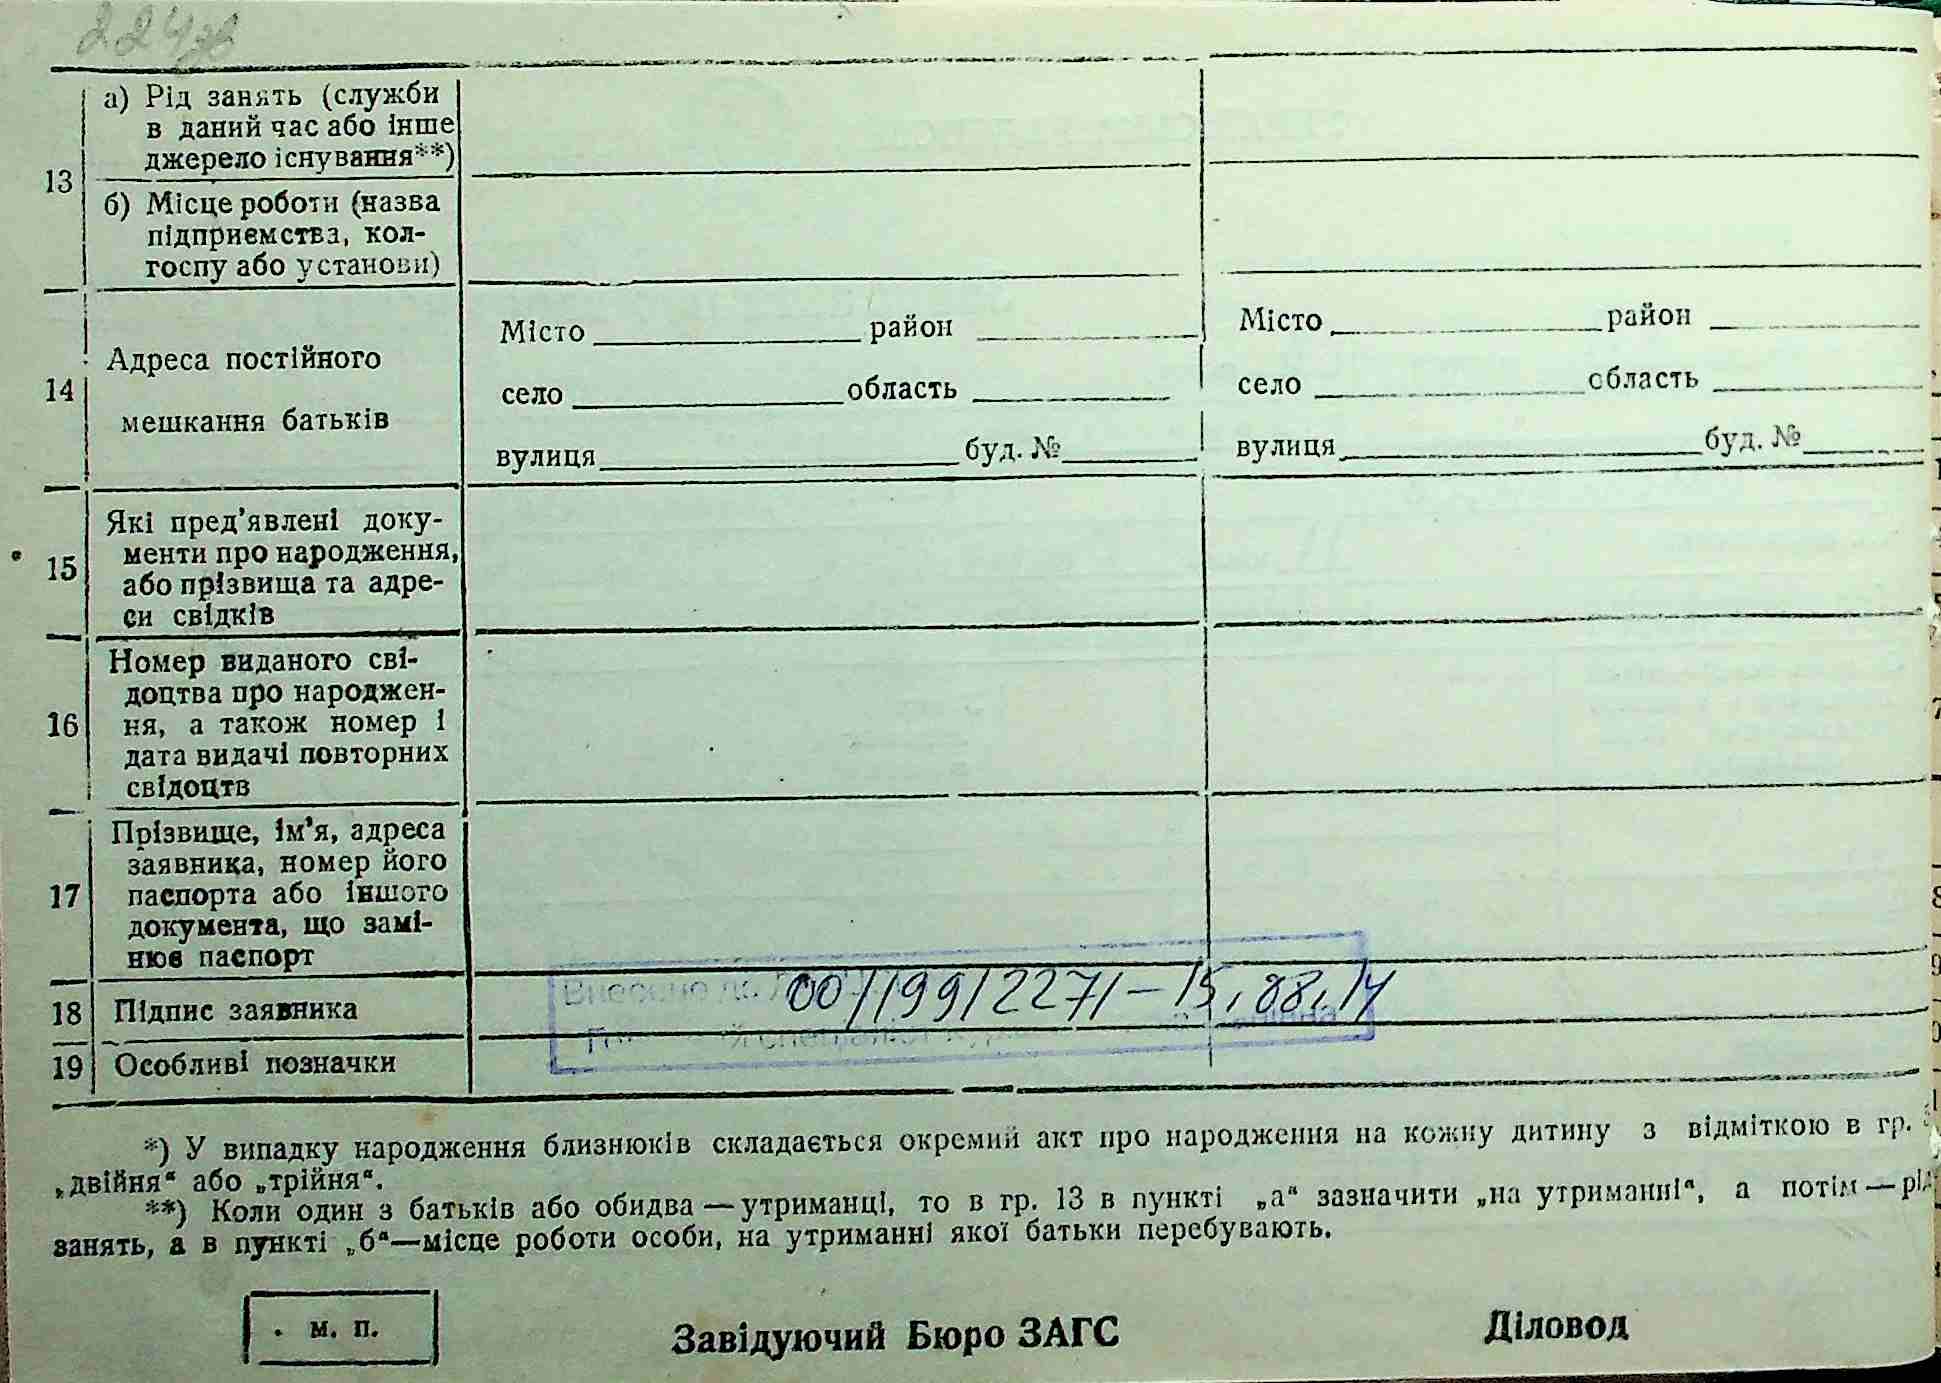 224зв
13
а) Рід занять (служби
в даний час або інше
джерело існування**)
б) Місце роботи (назва
підприємства, кол-
госпу або установи)
14
Адреса постійного
мешкання батьків
Місто район
село область
вулиця буд. №
Місто район
село область
вулиця буд. №
15
Які пред'явлені доку-
менти про народження,
або прізвища та адре-
си свідків
16
Номер виданого сві-
доцтва про народжен-
ня, а також номер і
дата видачі повторних
свідоцтв
17
Прізвище, ім'я, адреса
заявника, номер його
паспорта або іншого
документа, що замі-
нює паспорт
18
Підпис заявника
Внесено до
00119912271 – 15.08.14
19
Особливі позначки
*) У випадку народження близнюків складається окремий акт про народження на кожну дитину з відміткою в гр.
„двійня" або „трійня".
**) Коли один з батьків або обидва — утриманці, то в гр. 13 в пункті „а" зазначити „на утриманні", а потім — рід
занять, а в пункті „б"—місце роботи особи, на утриманні якої батьки перебувають.
м. п.
Завідуючий Бюро ЗАГС
Діловод